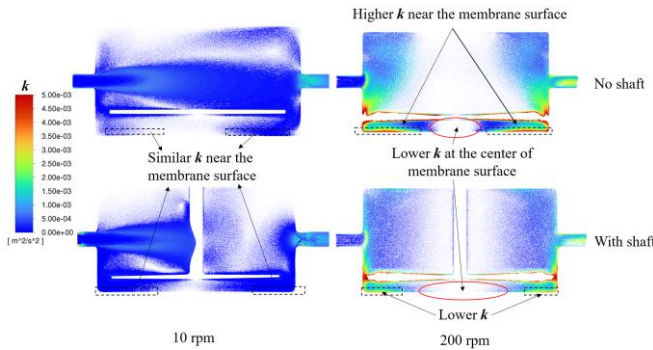 Higher k near the membrane surface
k
5.00e-03
4.50e-03
4.00e-03
3.50e-03
3.00e-03
2.50e-03
2.00e-03
1.50e-03
1.00e-03
5.00e-04
0.00e+00
[ m^2/s^2 ]
No shaft
Similar k near the
membrane surface
Lower k at the center of
membrane surface
With shaft
Lower k
10 rpm
200 rpm